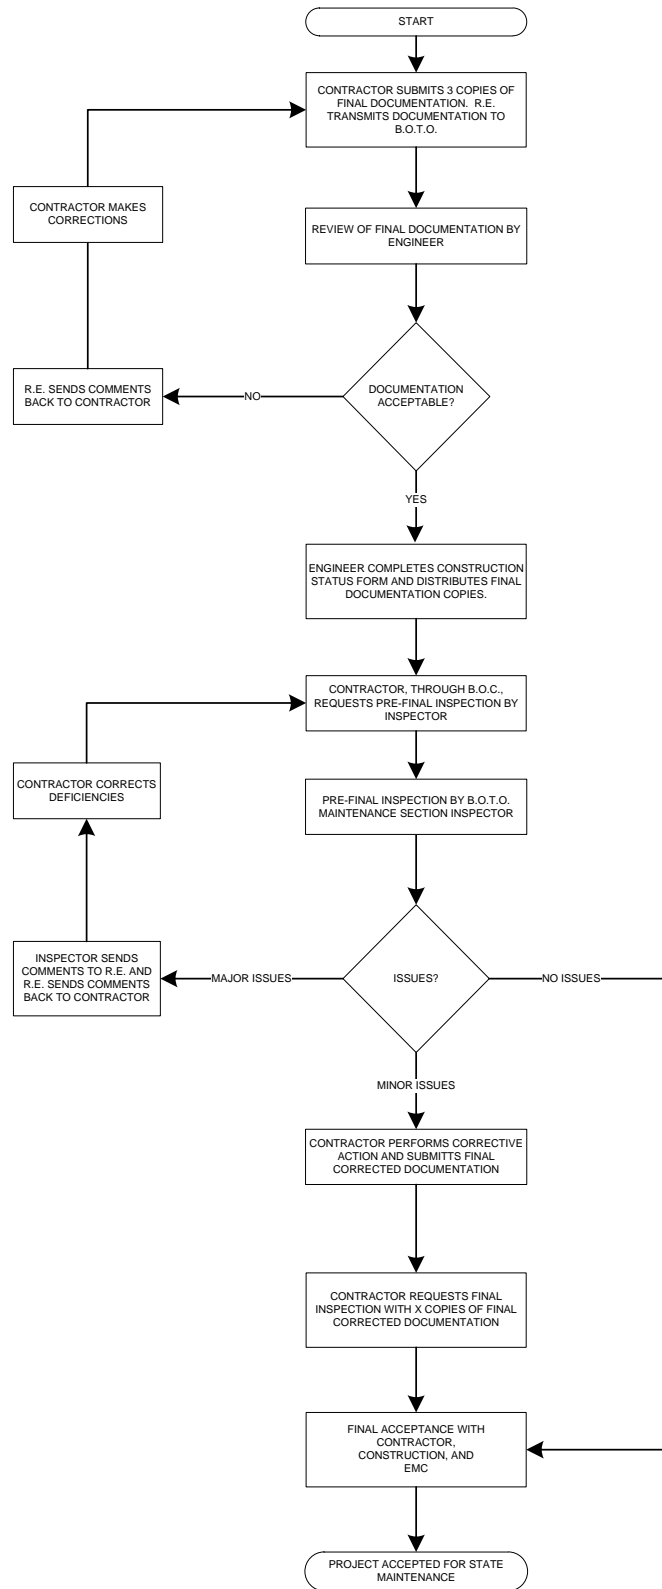 START
CONTRACTOR SUBMITS 3 COPIES OF
FINAL DOCUMENTATION. R.E.
TRANSMITS DOCUMENTATION TO
B.O.T.O.
CONTRACTOR MAKES
CORRECTIONS
REVIEW OF FINAL DOCUMENTATION BY
ENGINEER
R.E. SENDS COMMENTS
BACK TO CONTRACTOR
NO
DOCUMENTATION
ACCEPTABLE?
YES
ENGINEER COMPLETES CONSTRUCTION
STATUS FORM AND DISTRIBUTES FINAL
DOCUMENTATION COPIES.
CONTRACTOR, THROUGH B.O.C.,
REQUESTS PRE-FINAL INSPECTION BY
INSPECTOR
CONTRACTOR CORRECTS
DEFICIENCIES
PRE-FINAL INSPECTION BY B.O.T.O.
MAINTENANCE SECTION INSPECTOR
INSPECTOR SENDS
COMMENTS TO R.E. AND
R.E. SENDS COMMENTS
BACK TO CONTRACTOR
MAJOR ISSUES
ISSUES?
NO ISSUES
MINOR ISSUES
CONTRACTOR PERFORMS CORRECTIVE
ACTION AND SUBMITTS FINAL
CORRECTED DOCUMENTATION
CONTRACTOR REQUESTS FINAL
INSPECTION WITH X COPIES OF FINAL
CORRECTED DOCUMENTATION
FINAL ACCEPTANCE WITH
CONTRACTOR,
CONSTRUCTION, AND
EMC
PROJECT ACCEPTED FOR STATE
MAINTENANCE